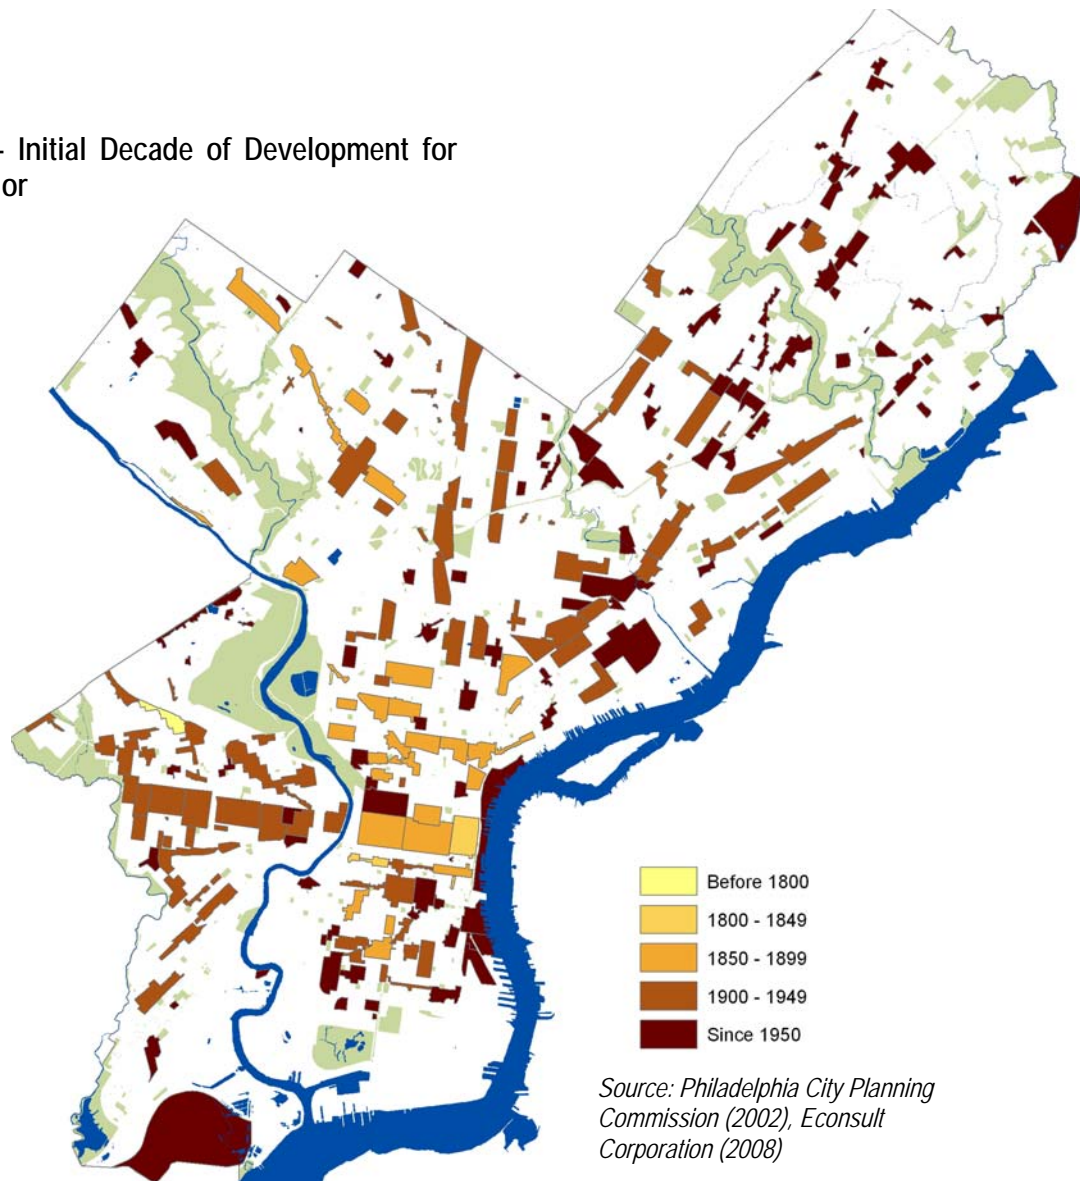 - Initial Decade of Development for
or
Before 1800
1800 - 1849
1850 - 1899
1900 - 1949
Since 1950
Source: Philadelphia City Planning
Commission (2002), Econsult
Corporation (2008)